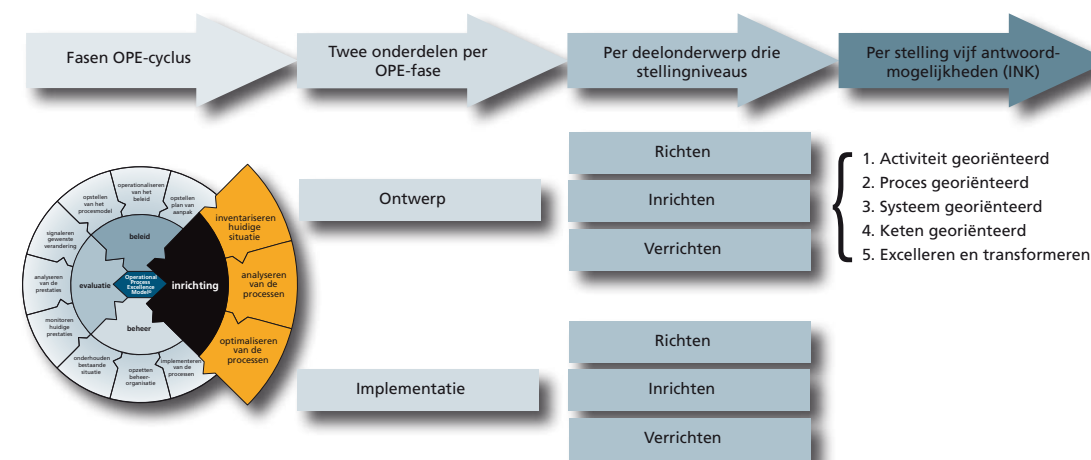 Fasen OPE-cyclus
Twee onderdelen per
OPE-fase
Per deelonderwerp drie
stellingniveaus
Per stelling vijf antwoord-
mogelijkheden (INK)
operationaliseren
van het
beleid
opstellen
plan van
aanpak
opstellen
van het
procesmodel
signaleren
gewenste
verandering
analyseren
van de
prestaties
monitoren
huidige
prestaties
onderhouden
bestaande
situatie
opzetten
beheer-
organisatie
implementeren
van de
processen
inventariseren
huidige
situatie
analyseren
van de
processen
optimaliseren
van de
processen
beleid
evaluatie
Operational
Process
Excellence
Model®
inrichting
beheer
Ontwerp
Implementatie
Richten
Inrichten
Verrichten
Richten
Inrichten
Verrichten
1. Activiteit georiënteerd
2. Proces georiënteerd
3. Systeem georiënteerd
4. Keten georiënteerd
5. Excelleren en transformeren